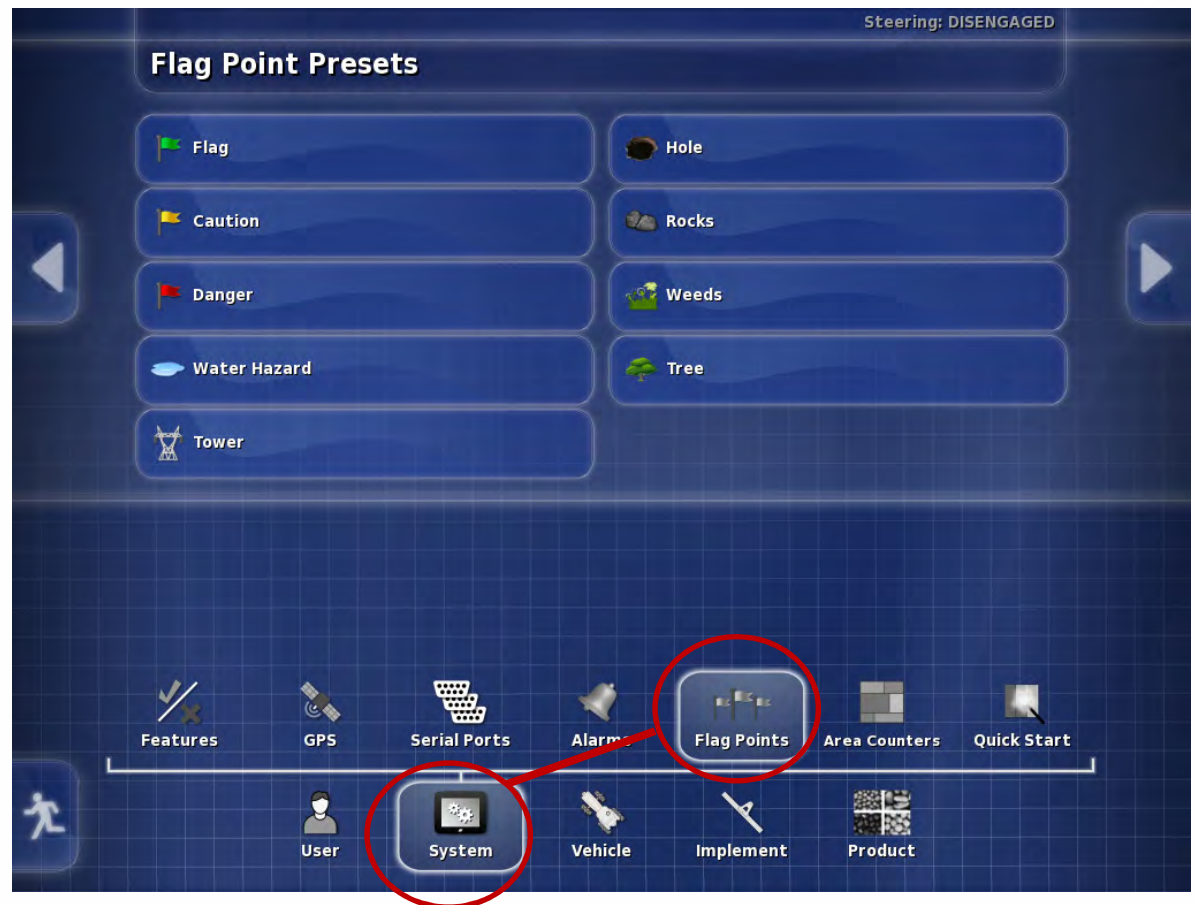 Steering: DISENGAGED
Flag Point Presets
Flag
Hole
Caution
Rocks
Danger
Weeds
Water Hazard
Tree
Tower
Features
GPS
Serial Ports
Alarms
Flag Points
Area Counters
Quick Start
User
System
Vehicle
Implement
Product